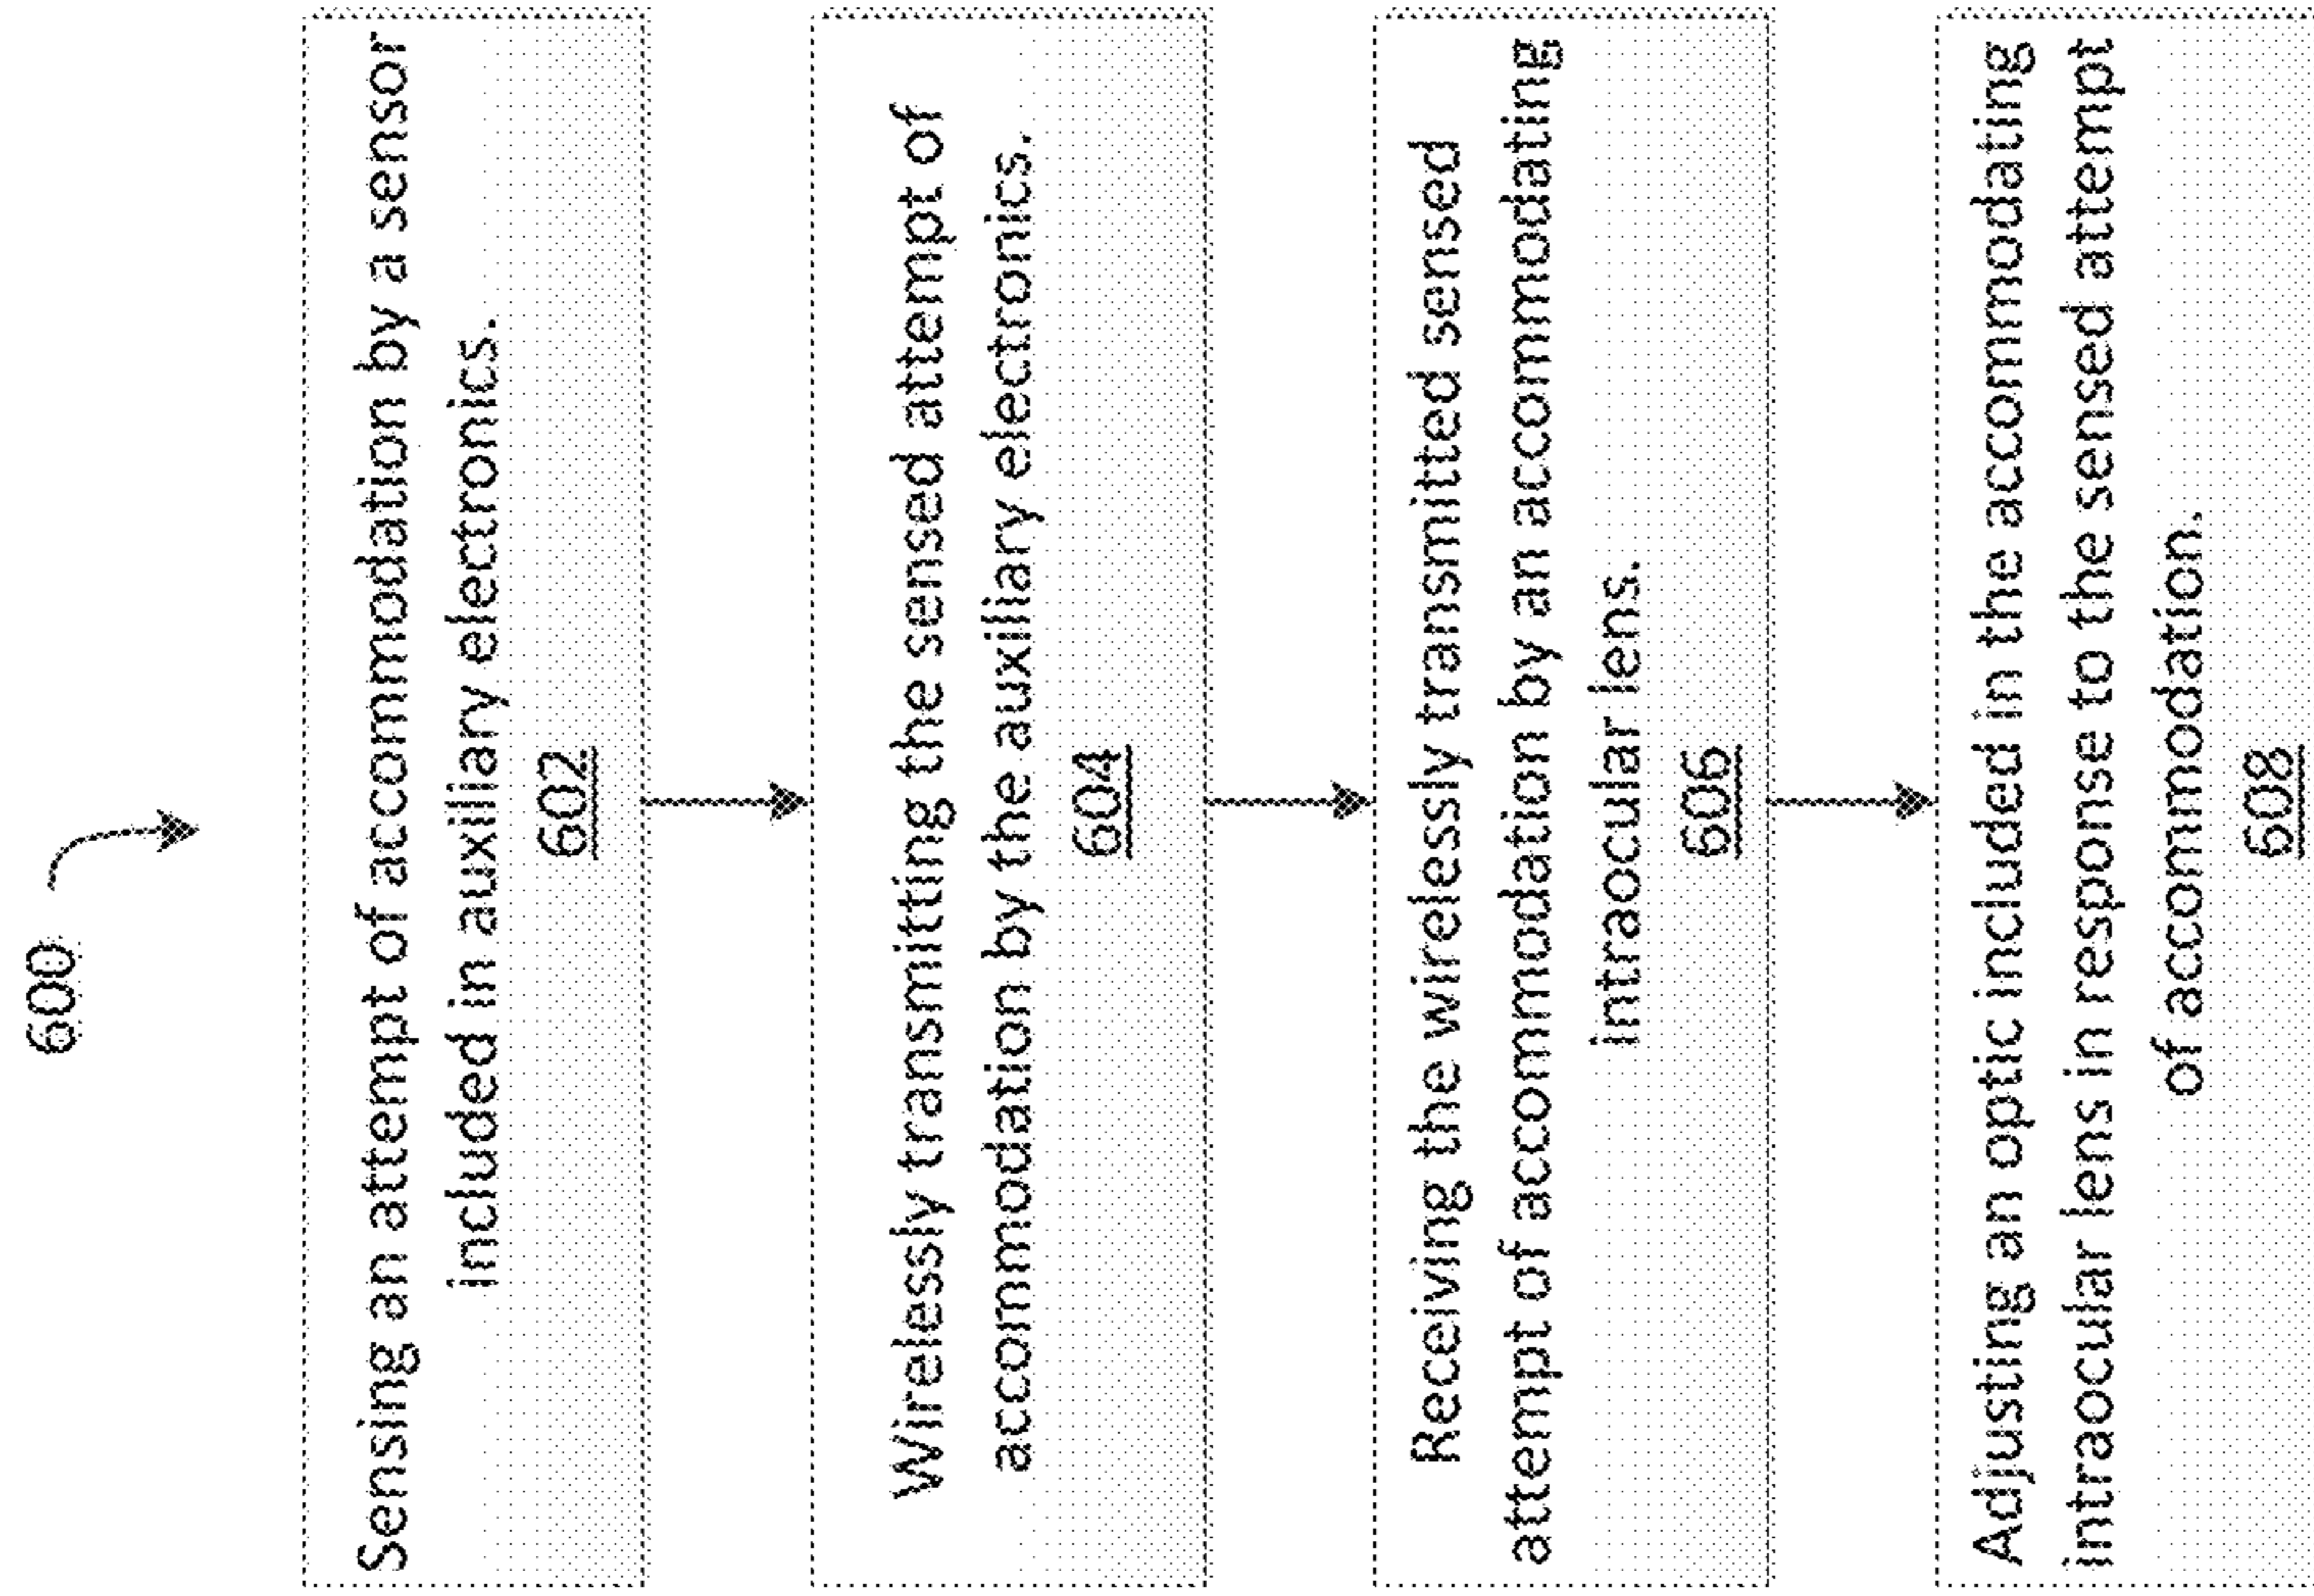 600
Sensing an attempt of accommodation by a sensor
included in auxiliary electronics.
602
Wirelessly transmitting the sensed attempt of
accommodation by the auxiliary electronics.
604
Receiving the wirelessly transmitted sensed
attempt of accommodation by an accommodating
intraocular lens.
606
Adjusting an optic included in the accommodating
intraocular lens in response to the sensed attempt
of accommodation.
608